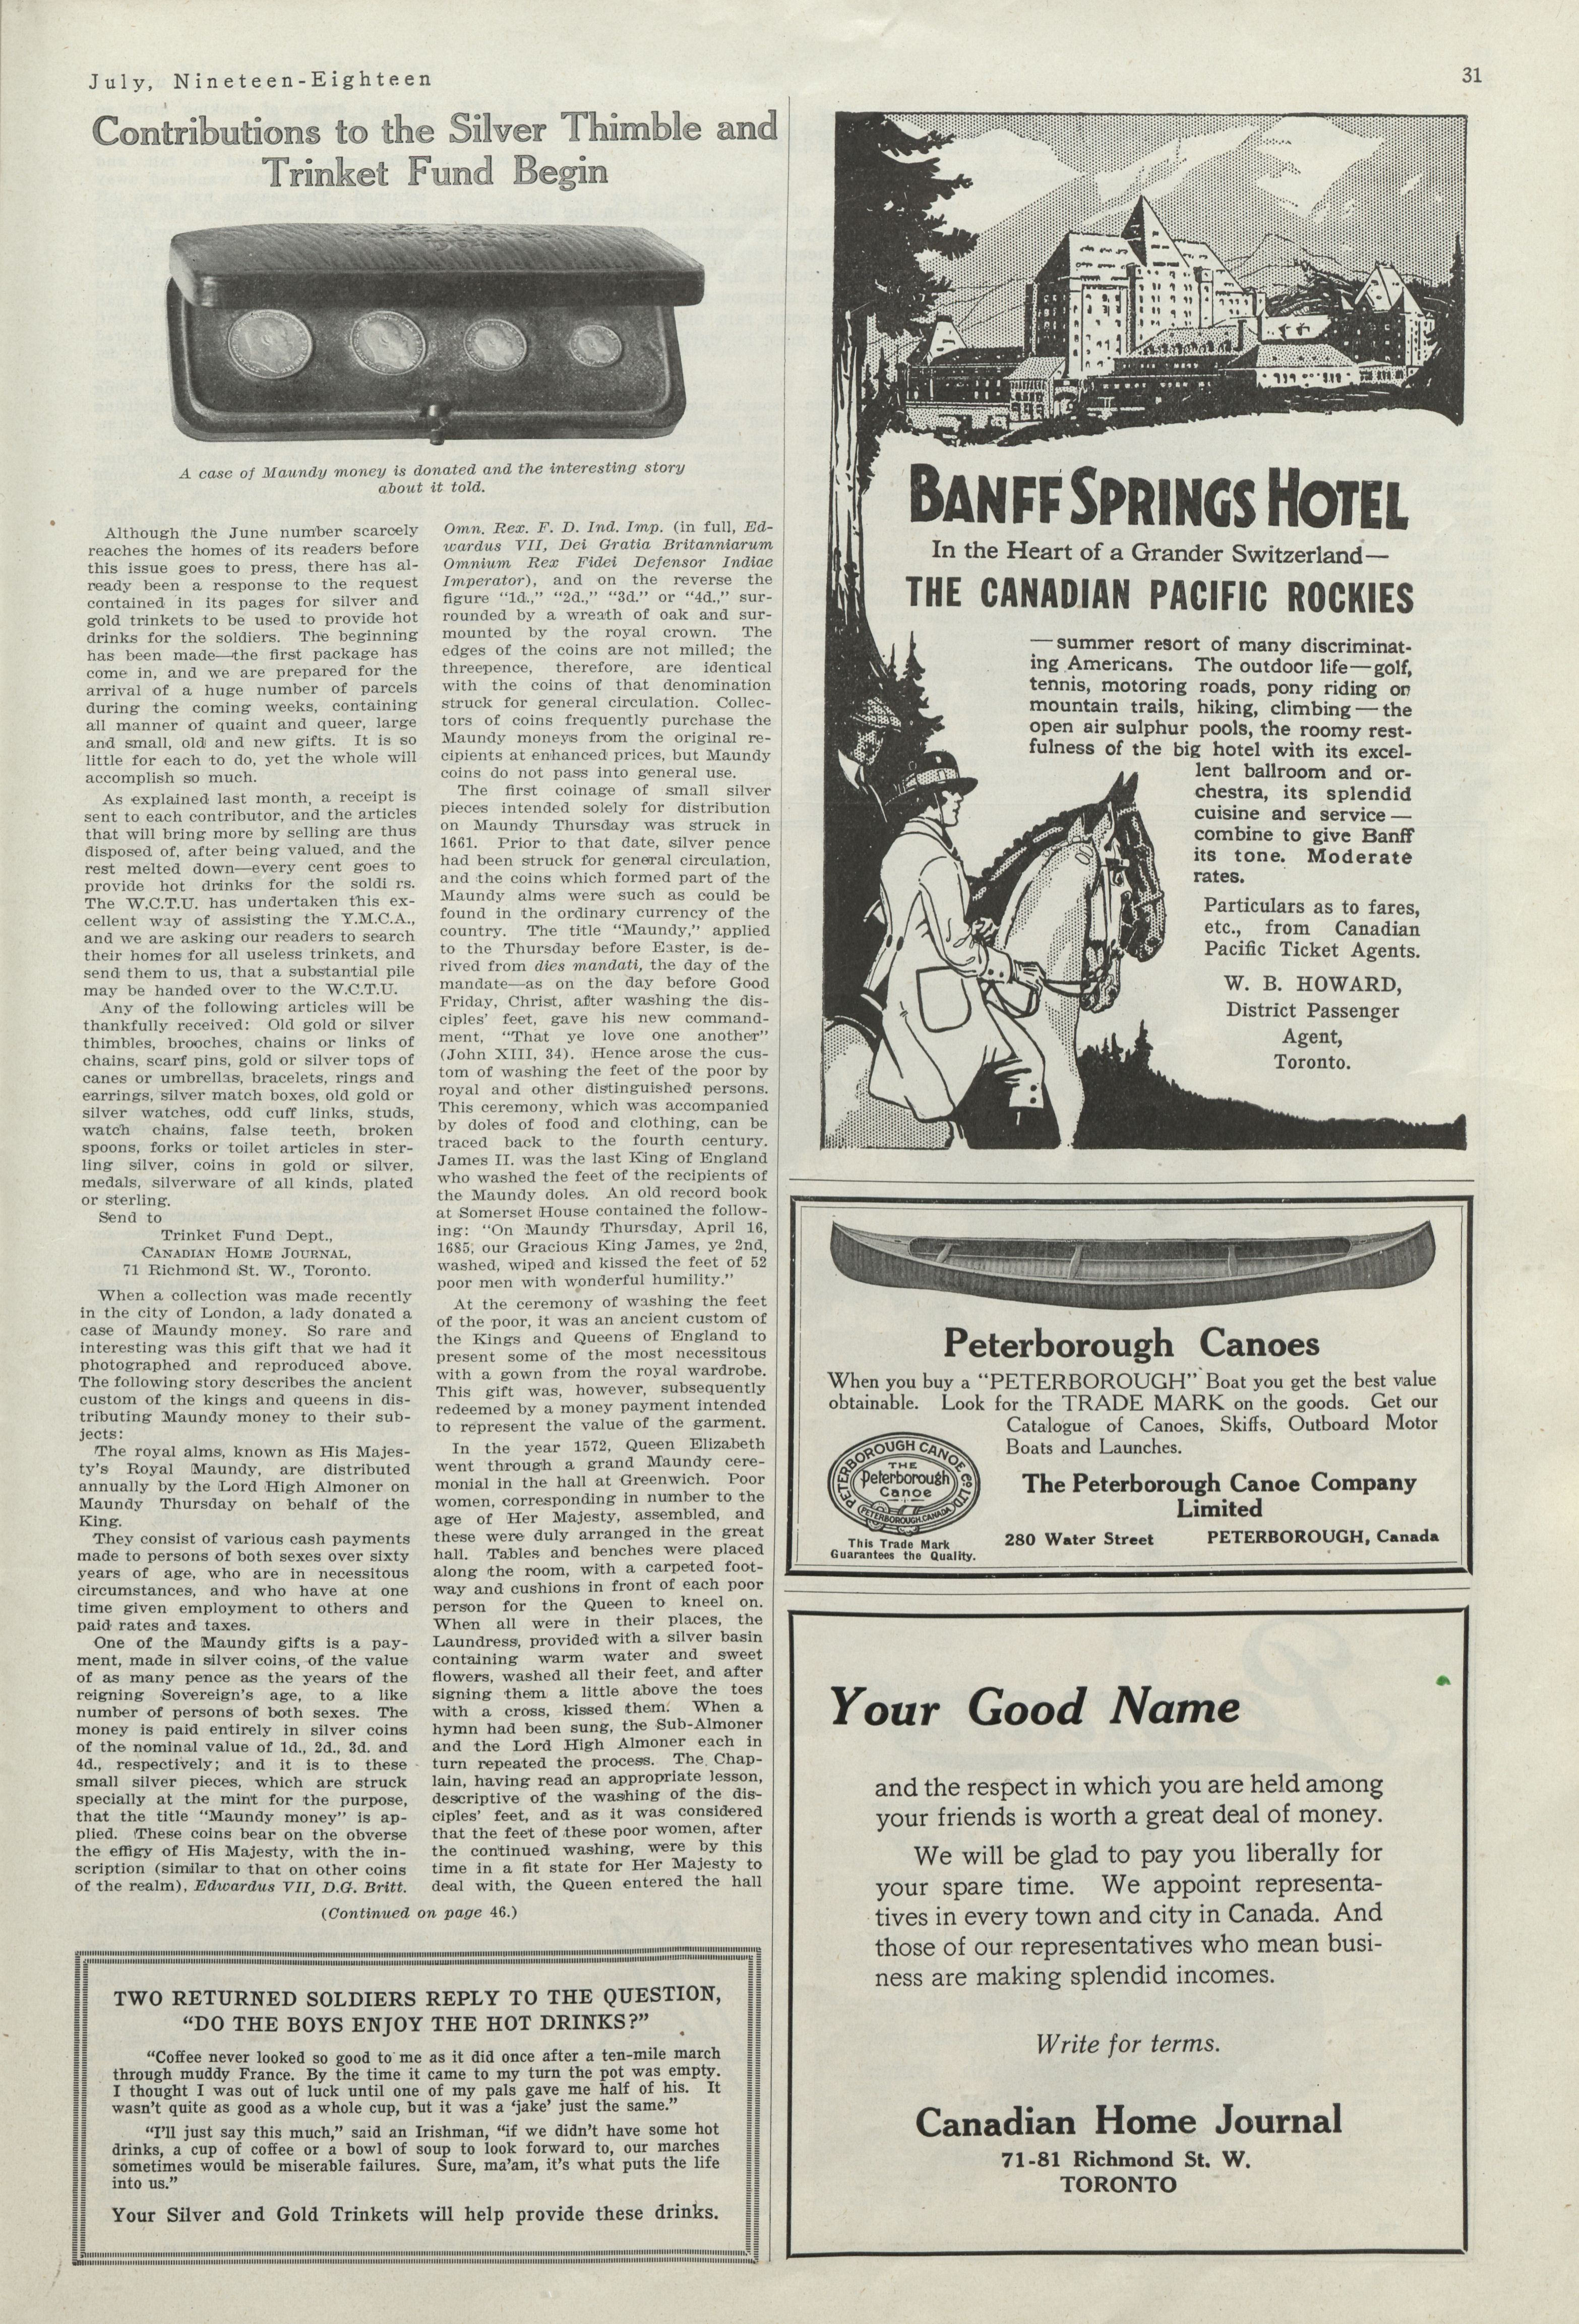 July, Nineteen-Eighteen
31
Contributions to the Silver Thimble and
Trinket Fund Begin
A case of Maundy money is donated and the interesting story
about it told.
Although the June number scarcely
reaches the homes of its readers before
this issue goes to press, there has al-
ready been a response to the request
contained in its pages for silver and
gold trinkets to be used to provide hot
drinks for the soldiers. The beginning
has been made—the first package has
come in, and we are prepared for the
arrival of a huge number of parcels
during the coming weeks, containing
all manner of quaint and queer, large
and small, old and new gifts. It is so
little for each to do, yet the whole will
accomplish so much.
As explained last month, a receipt is
sent to each contributor, and the articles
that will bring more by selling are thus
disposed of, after being valued, and the
rest melted down—every cent goes to
provide hot drinks for the soldi rs.
The W.C.T.U. has undertaken this ex-
cellent way of assisting the Y.M.C.A.,
and we are asking our readers to search
their homes for all useless trinkets, and
send them to us, that a substantial pile
may be handed over to the W.C.T.U.
Any of the following articles will be
thankfully received: Old gold or silver
thimbles, brooches, chains or links of
chains, scarf pins, gold or silver tops of
canes or umbrellas, bracelets, rings and
earrings, silver match boxes, old gold or
silver watches, odd cuff links, studs,
watch chains, false teeth, broken
spoons, forks or toilet articles in ster-
ling silver, coins in gold or silver,
medals, silverware of all kinds, plated
or sterling.
Send to
Trinket Fund Dept.,
CANADIAN HOME JOURNAL,
71 Richmond St. W., Toronto.
When a collection was made recently
in the city of London, a lady donated a
case of Maundy money. So rare and
interesting was this gift that we had it
photographed and reproduced above.
The following story describes the ancient
custom of the kings and queens in dis-
tributing Maundy money to their sub-
jects:
The royal alms, known as His Majes-
ty's Royal Maundy, are distributed
annually by the Lord High Almoner on
Maundy Thursday on behalf of the
King.
They consist of various cash payments
made to persons of both sexes over sixty
years of age, who are in necessitous
circumstances, and who have at one
time given employment to others and
paid rates and taxes.
One of the Maundy gifts is a pay-
ment, made in silver coins, of the value
of as many pence as the years of the
reigning Sovereign's age, to a like
number of persons of both sexes. The
money is paid entirely in silver coins
of the nominal value of 1d., 2d., 3d. and
4d., respectively; and it is to these
small silver pieces, which are struck
specially at the mint for the purpose,
that the title "Maundy money" is ap-
plied. These coins bear on the obverse
the effigy of His Majesty, with the in-
scription (similar to that on other coins
of the realm), Edwardus VII, D.G. Britt.
Omn. Rex. F. D. Ind. Imp. (in full, Ed-
wardus VII, Dei Gratia Britanniarum
Omnium Rex Fidei Defensor Indiae
Imperator), and on the reverse the
figure "1d.," "2d.," "3d." or "4d.," sur-
rounded by a wreath of oak and sur-
mounted by the royal crown. The
edges of the coins are not milled; the
threepence, therefore, are identical
with the coins of that denomination
struck for general circulation. Collec-
tors of coins frequently purchase the
Maundy moneys from the original re-
cipients at enhanced prices, but Maundy
coins do not pass into general use.
The first coinage of small silver
pieces intended solely for distribution
on Maundy Thursday was struck in
1661. Prior to that date, silver pence
had been struck for general circulation,
and the coins which formed part of the
Maundy alms were such as could be
found in the ordinary currency of the
country. The title "Maundy," applied
to the Thursday before Easter, is de-
rived from dies mandati, the day of the
mandate—as on the day before Good
Friday, Christ, after washing the dis-
ciples' feet, gave his new command-
ment, "That ye love one another"
(John XIII, 34). Hence arose the cus-
tom of washing the feet of the poor by
royal and other distinguished persons.
This ceremony, which was accompanied
by doles of food and clothing, can be
traced back to the fourth century.
James II. was the last King of England
who washed the feet of the recipients of
the Maundy doles. An old record book
at Somerset House contained the follow-
ing: "On Maundy Thursday, April 16,
1685, our Gracious King James, ye 2nd,
washed, wiped and kissed the feet of 52
poor men with wonderful humility."
At the ceremony of washing the feet
of the poor, it was an ancient custom of
the Kings and Queens of England to
present some of the most necessitous
with a gown from the royal wardrobe.
This gift was, however, subsequently
redeemed by a money payment intended
to represent the value of the garment.
In the year 1572, Queen Elizabeth
went through a grand Maundy cere-
monial in the hall at Greenwich. Poor
women, corresponding in number to the
age of Her Majesty, assembled, and
these were duly arranged in the great
hall. Tables and benches were placed
along the room, with a carpeted foot-
way and cushions in front of each poor
person for the Queen to kneel on.
When all were in their places, the
Laundress, provided with a silver basin
containing warm water and sweet
flowers, washed all their feet, and after
signing them a little above the toes
with a cross, kissed them. When a
hymn had been sung, the Sub-Almoner
and the Lord High Almoner each in
turn repeated the process. The Chap-
lain, having read an appropriate lesson,
descriptive of the washing of the dis-
ciples' feet, and as it was considered
that the feet of these poor women, after
the continued washing, were by this
time in a fit state for Her Majesty to
deal with, the Queen entered the hall
(Continued on page 46.)
TWO RETURNED SOLDIERS REPLY TO THE QUESTION,
"DO THE BOYS ENJOY THE HOT DRINKS?"
"Coffee never looked so good to me as it did once after a ten-mile march
through muddy France. By the time it came to my turn the pot was empty.
I thought I was out of luck until one of my pals gave me half of his. It
wasn't quite as good as a whole cup, but it was a 'jake' just the same."
"I'll just say this much," said an Irishman, "if we didn't have some hot
drinks, a cup of coffee or a bowl of soup to look forward to, our marches
sometimes would be miserable failures. Sure, ma'am, it's what puts the life
into us."
Your Silver and Gold Trinkets will help provide these drinks.
BANFF SPRINGS HOTEL
In the Heart of a Grander Switzerland—
THE CANADIAN PACIFIC ROCKIES
—summer resort of many discriminat-
ing Americans. The outdoor life—golf,
tennis, motoring roads, pony riding on
mountain trails, hiking, climbing—the
open air sulphur pools, the roomy rest-
fulness of the big hotel with its excel-
lent ballroom and or-
chestra, its splendid
cuisine and service—
combine to give Banff
its tone. Moderate
rates.
Particulars as to fares,
etc., from Canadian
Pacific Ticket Agents.
W. B. HOWARD,
District Passenger
Agent,
Toronto.
Peterborough Canoes
When you buy a "PETERBOROUGH" Boat you get the best value
obtainable. Look for the TRADE MARK on the goods. Get our
Catalogue of Canoes, Skiffs, Outboard Motor
Boats and Launches.
PETERBOROUGH CANOE Co. LTD.
THE
Peterborough
Canoe
PETERBOROUGH, CANADA
This Trade Mark
Guarantees the Quality.
The Peterborough Canoe Company
Limited
280 Water Street PETERBOROUGH, Canada
Your Good Name
and the respect in which you are held among
your friends is worth a great deal of money.
We will be glad to pay you liberally for
your spare time. We appoint representa-
tives in every town and city in Canada. And
those of our representatives who mean busi-
ness are making splendid incomes.
Write for terms.
Canadian Home Journal
71-81 Richmond St. W.
TORONTO